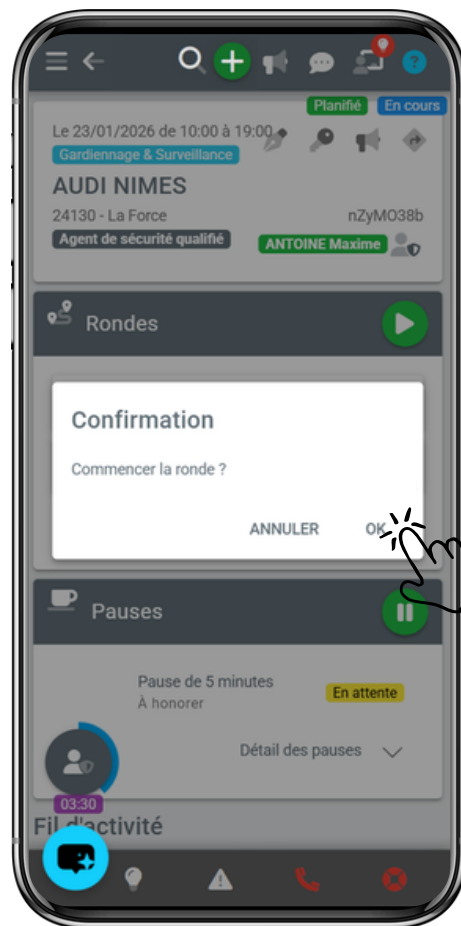 Planifié En cours
Le 23/01/2026 de 10:00 à 19:00
Gardiennage & Surveillance
AUDI NIMES
24130 - La Force nZyMO38b
Agent de sécurité qualifié ANTOINE Maxime
Rondes
Confirmation
Commencer la ronde ?
ANNULER OK
Pauses
Pause de 5 minutes
À honorer
En attente
Détail des pauses
03:30
Fil d'activité